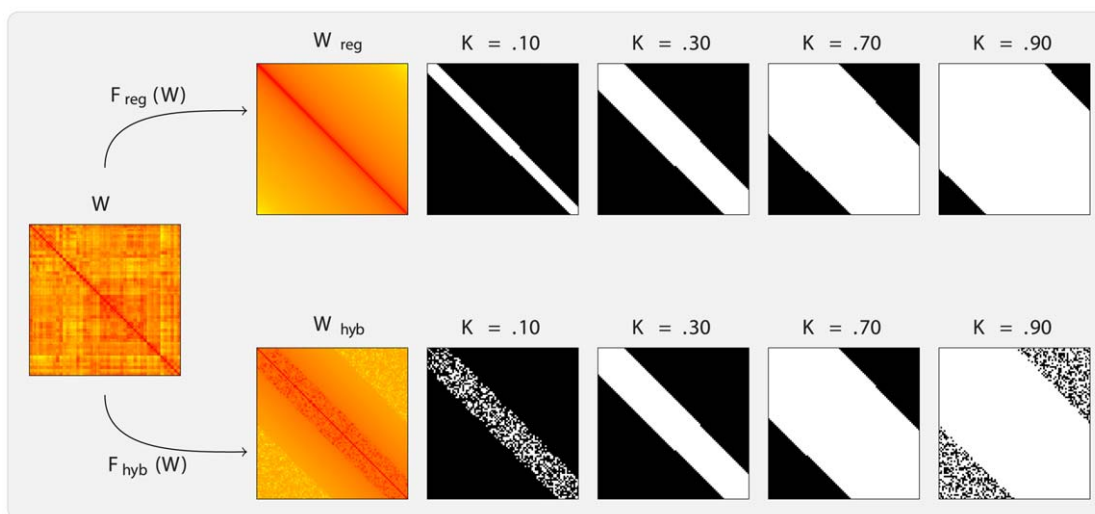 W reg K = .10 K = .30 K = .70 K = .90
F reg (W)
W
W hyb K = .10 K = .30 K = .70 K = .90
F hyb (W)